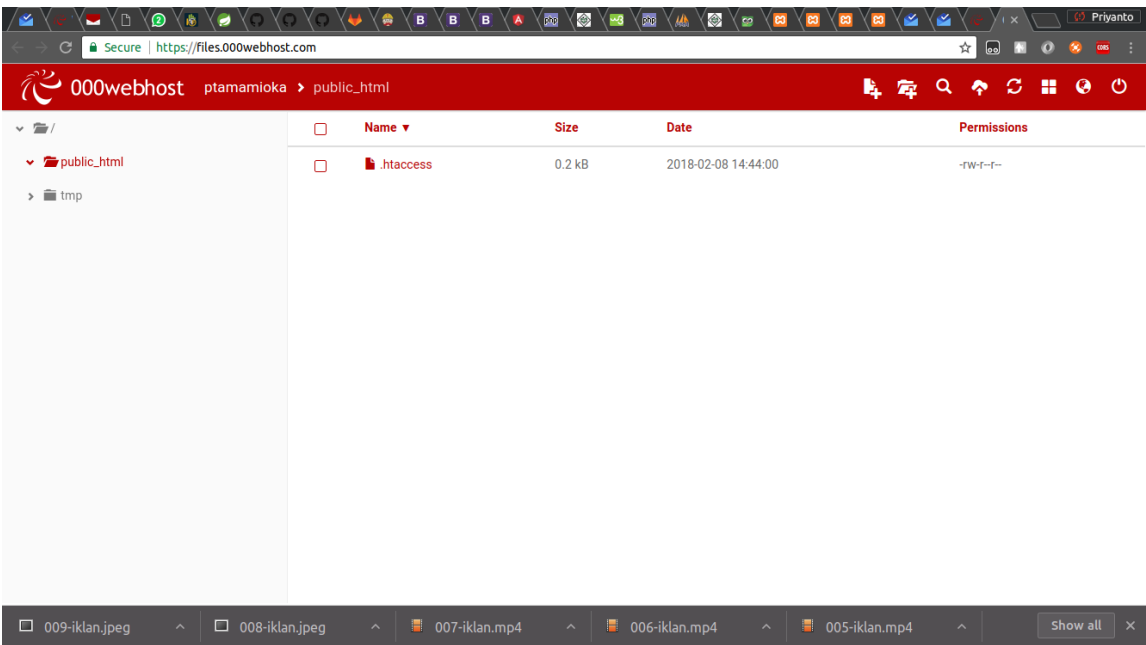 Priyanto
Secure | https://files.000webhost.com
000webhost ptamamioka > public_html
/ Name ▼ Size Date Permissions
public_html .htaccess 0.2 kB 2018-02-08 14:44:00 -rw-r--r--
tmp
009-iklan.jpeg 008-iklan.jpeg 007-iklan.mp4 006-iklan.mp4 005-iklan.mp4 Show all